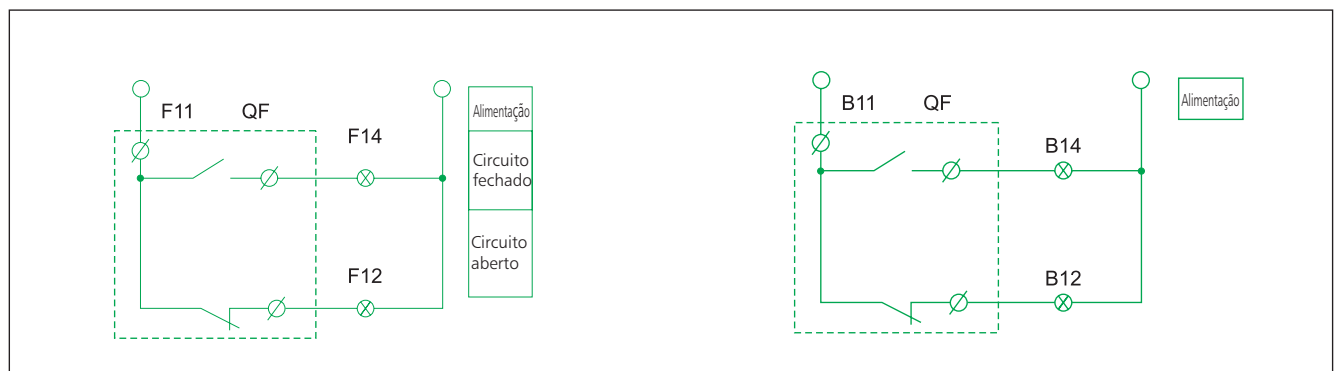 F11
QF
F14
Alimentação
Circuito
fechado
Circuito
aberto
F12
B11
QF
B14
Alimentação
B12